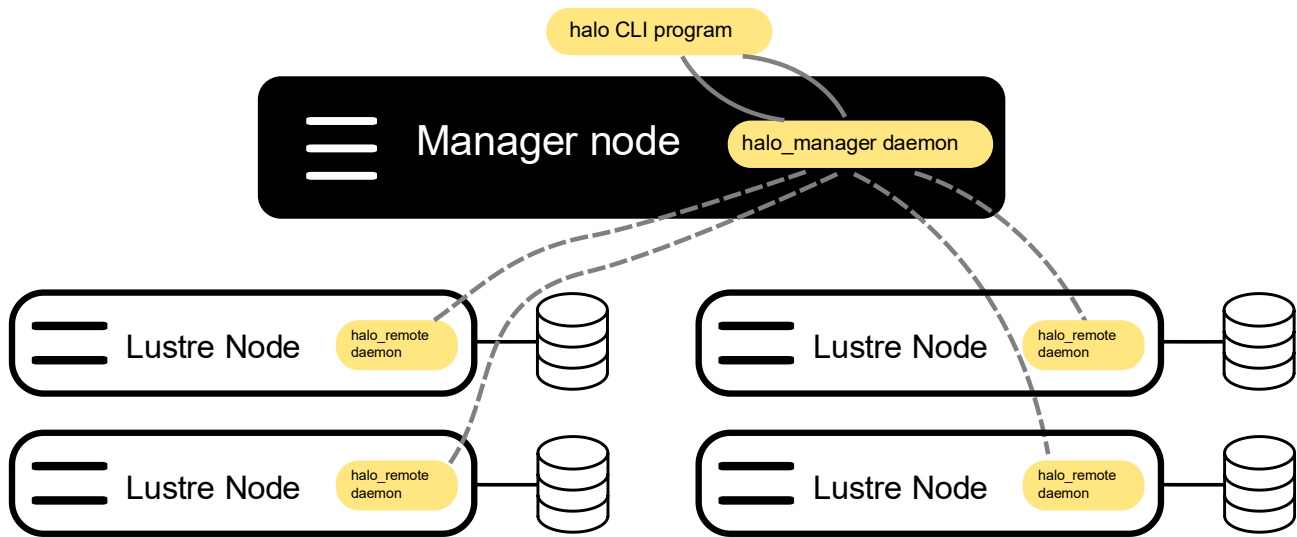 halo CLI program
Manager node
halo_manager daemon
Lustre Node
halo_remote
daemon
Lustre Node
halo_remote
daemon
Lustre Node
halo_remote
daemon
Lustre Node
halo_remote
daemon